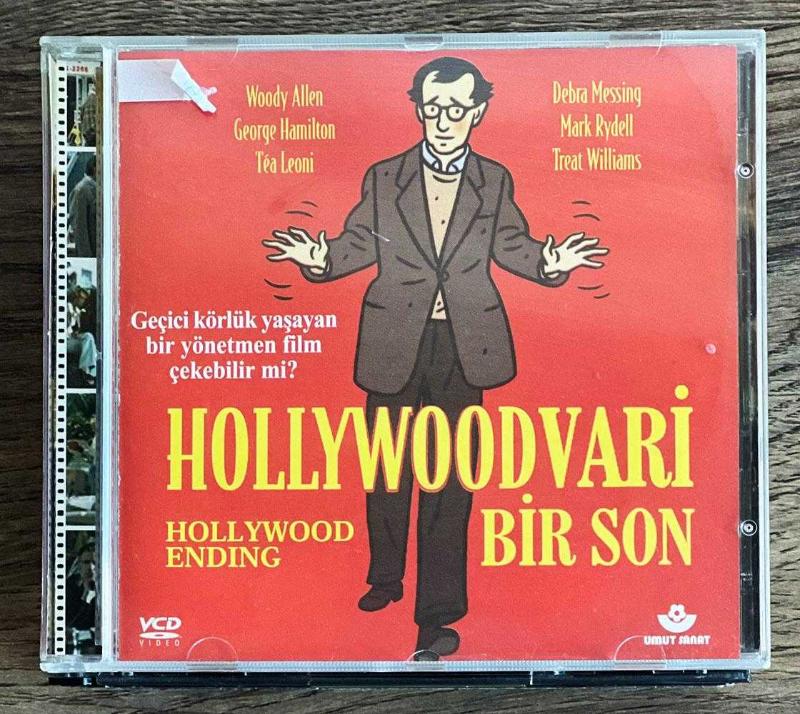 Woody Allen
George Hamilton
Téa Leoni
Debra Messing
Mark Rydell
Treat Williams
Geçici körlük yaşayan
bir yönetmen film
çekebilir mi?
HOLLYWOODVARİ
BİR SON
HOLLYWOOD
ENDING
VCD
VIDEO
UMUT SANAT